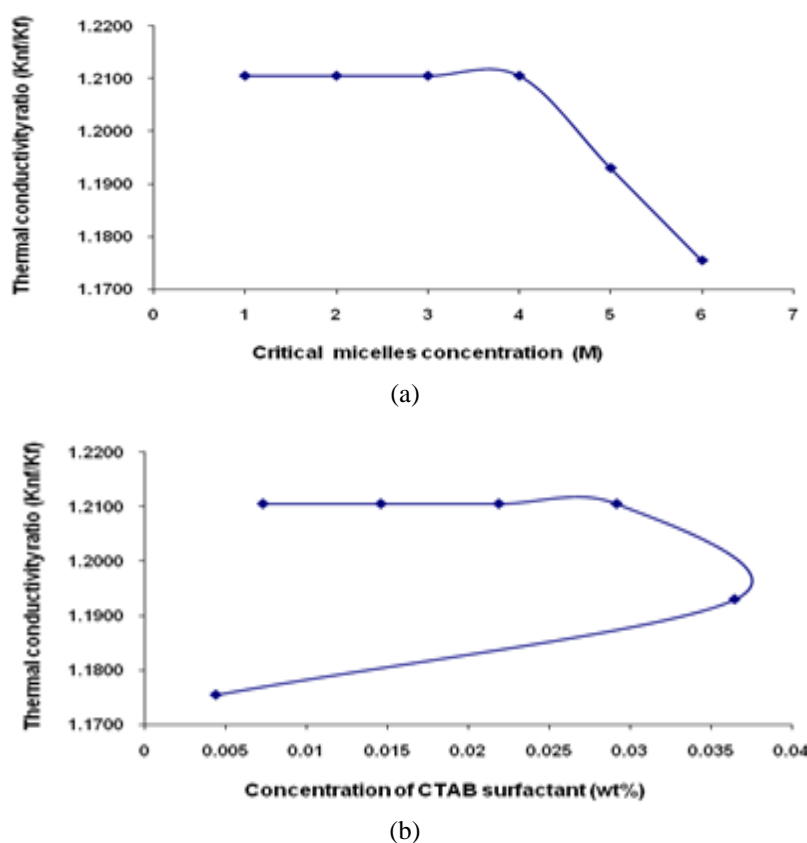 Thermal conductivity ratio (Knf/Kf)
1.2200
1.2100
1.2000
1.1900
1.1800
1.1700
0 1 2 3 4 5 6 7
Critical micelles concentration (M)
(a)
Thermal conductivity ratio (Knf/Kf)
1.2200
1.2100
1.2000
1.1900
1.1800
1.1700
0 0.005 0.01 0.015 0.02 0.025 0.03 0.035 0.04
Concentration of CTAB surfactant (wt%)
(b)